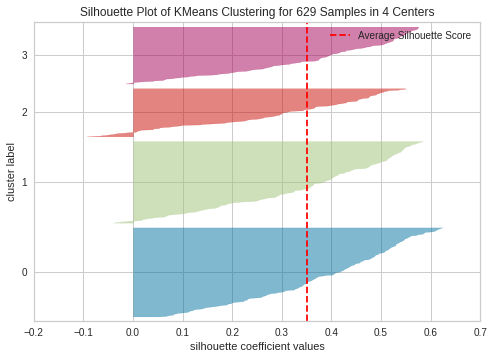 Silhouette Plot of KMeans Clustering for 629 Samples in 4 Centers
Average Silhouette Score
3
2
1
0
cluster label
−0.2 −0.1 0.0 0.1 0.2 0.3 0.4 0.5 0.6 0.7
silhouette coefficient values